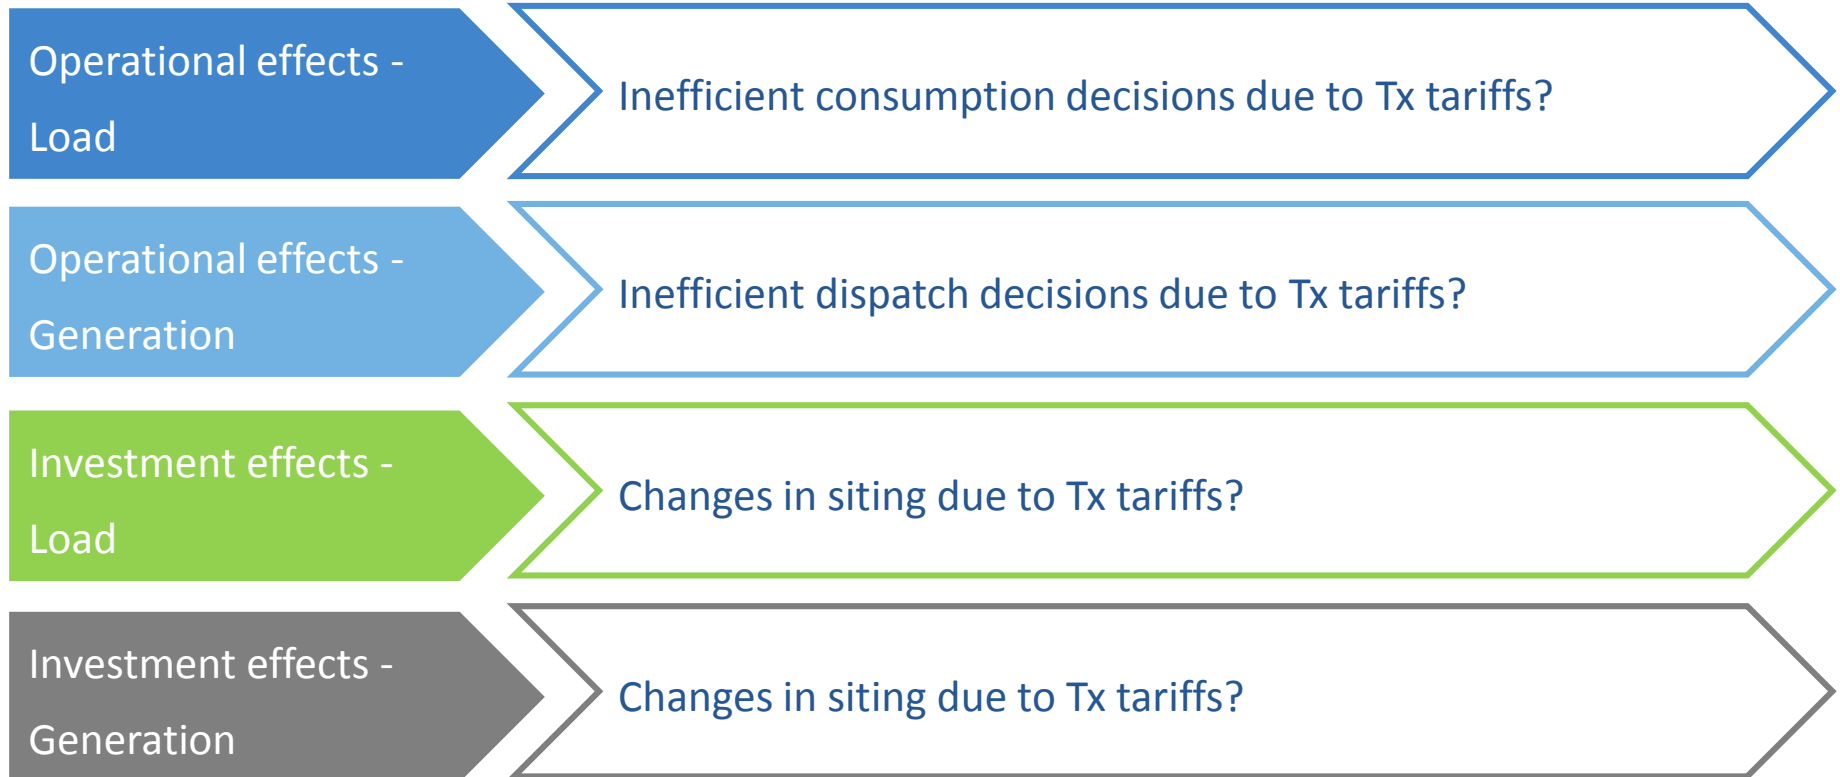 Operational effects -
Load
Inefficient consumption decisions due to Tx tariffs?
Operational effects -
Generation
Inefficient dispatch decisions due to Tx tariffs?
Investment effects -
Load
Changes in siting due to Tx tariffs?
Investment effects -
Generation
Changes in siting due to Tx tariffs?